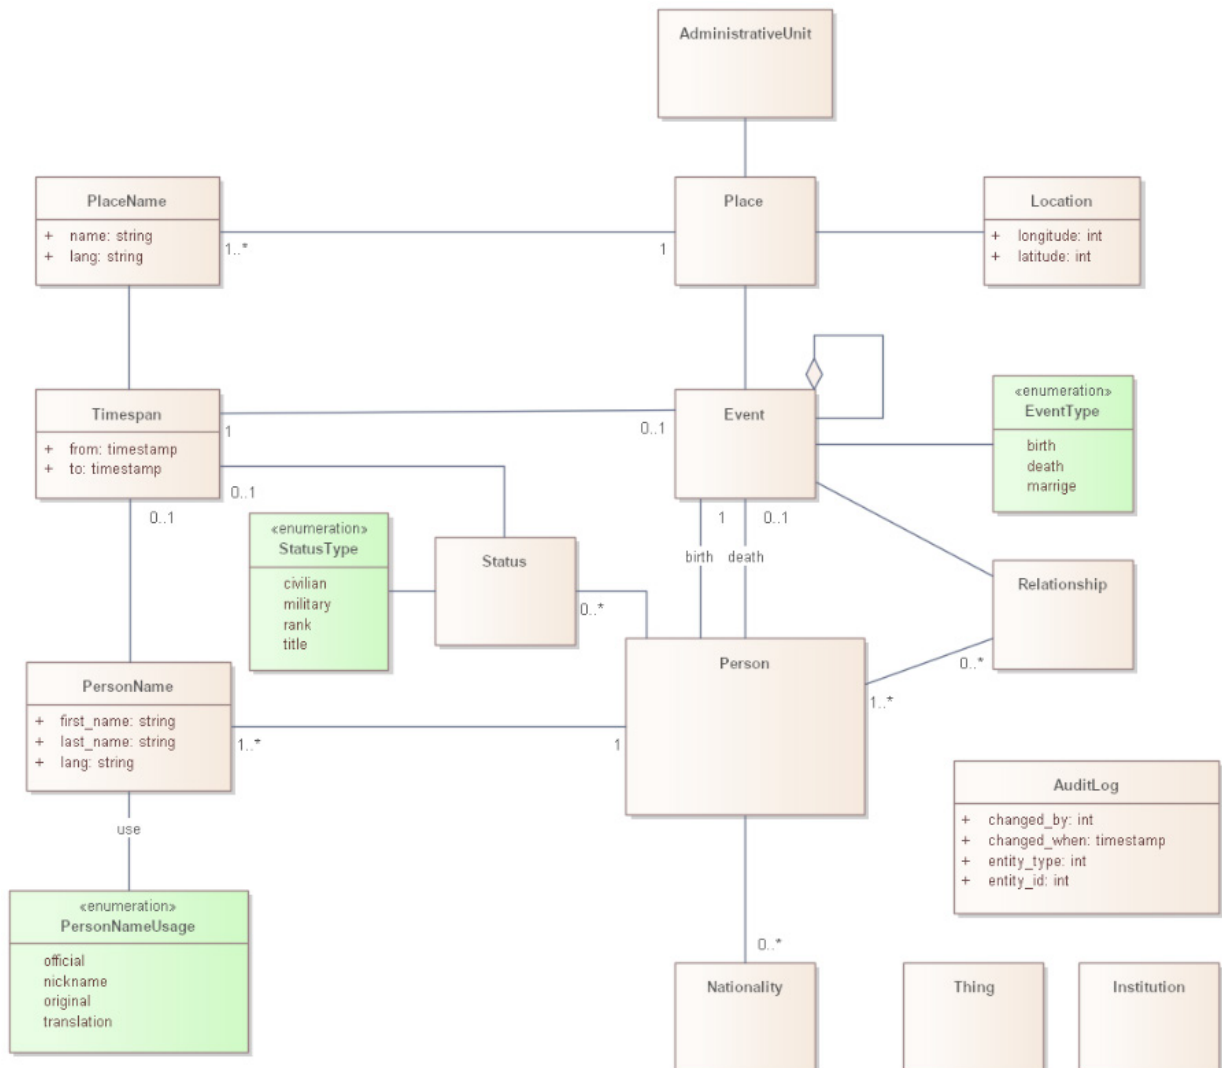 AdministrativeUnit
PlaceName
+ name: string
+ lang: string
1..*
1
Place
Location
+ longitude: int
+ latitude: int
Timespan
+ from: timestamp
+ to: timestamp
1
0..1
0..1
0..1
Event
1
0..1
birth
death
«enumeration»
EventType
birth
death
marrige
«enumeration»
StatusType
civilian
military
rank
title
Status
0..*
Relationship
0..*
1..*
Person
PersonName
+ first_name: string
+ last_name: string
+ lang: string
1..*
1
use
AuditLog
+ changed_by: int
+ changed_when: timestamp
+ entity_type: int
+ entity_id: int
«enumeration»
PersonNameUsage
official
nickname
original
translation
0..*
Nationality
Thing
Institution